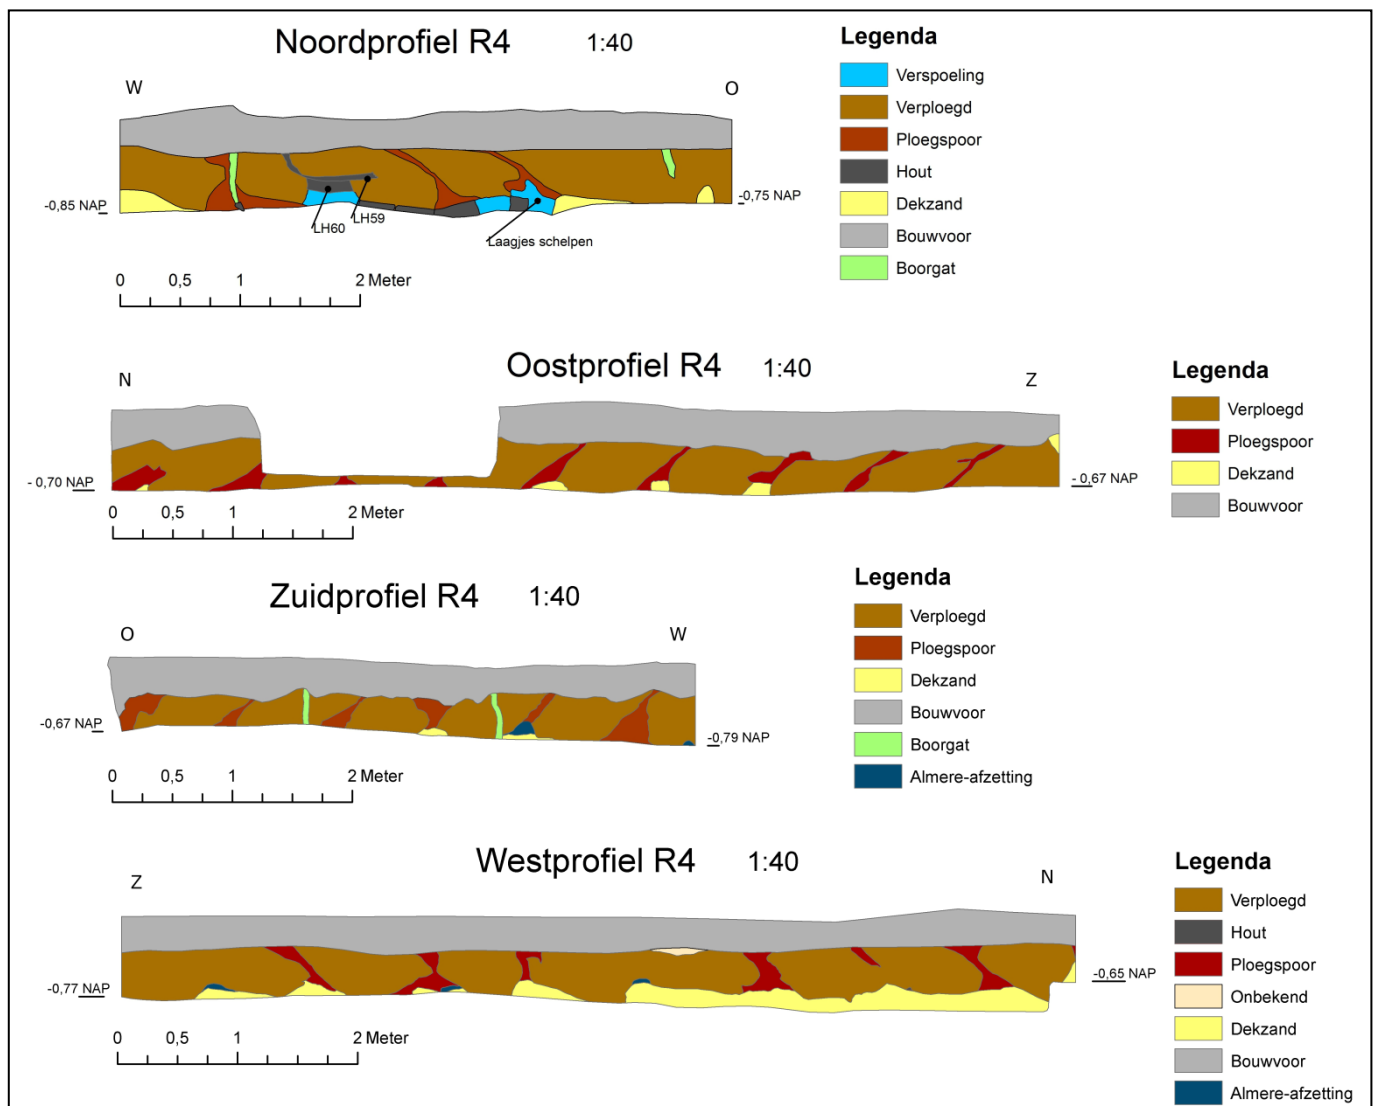 Noordprofiel R4 1:40
W
O
-0,85 NAP
-0,75 NAP
LH60
LH59
Laagjes schelpen
0 0,5 1 2 Meter
Legenda
Verspoeling
Verploegd
Ploegspoor
Hout
Dekzand
Bouwvoor
Boorgat
Oostprofiel R4 1:40
N
Z
- 0,70 NAP
- 0,67 NAP
0 0,5 1 2 Meter
Legenda
Verploegd
Ploegspoor
Dekzand
Bouwvoor
Zuidprofiel R4 1:40
O
W
-0,67 NAP
-0,79 NAP
0 0,5 1 2 Meter
Legenda
Verploegd
Ploegspoor
Dekzand
Bouwvoor
Boorgat
Almere-afzetting
Westprofiel R4 1:40
Z
N
-0,77 NAP
-0,65 NAP
0 0,5 1 2 Meter
Legenda
Verploegd
Hout
Ploegspoor
Onbekend
Dekzand
Bouwvoor
Almere-afzetting